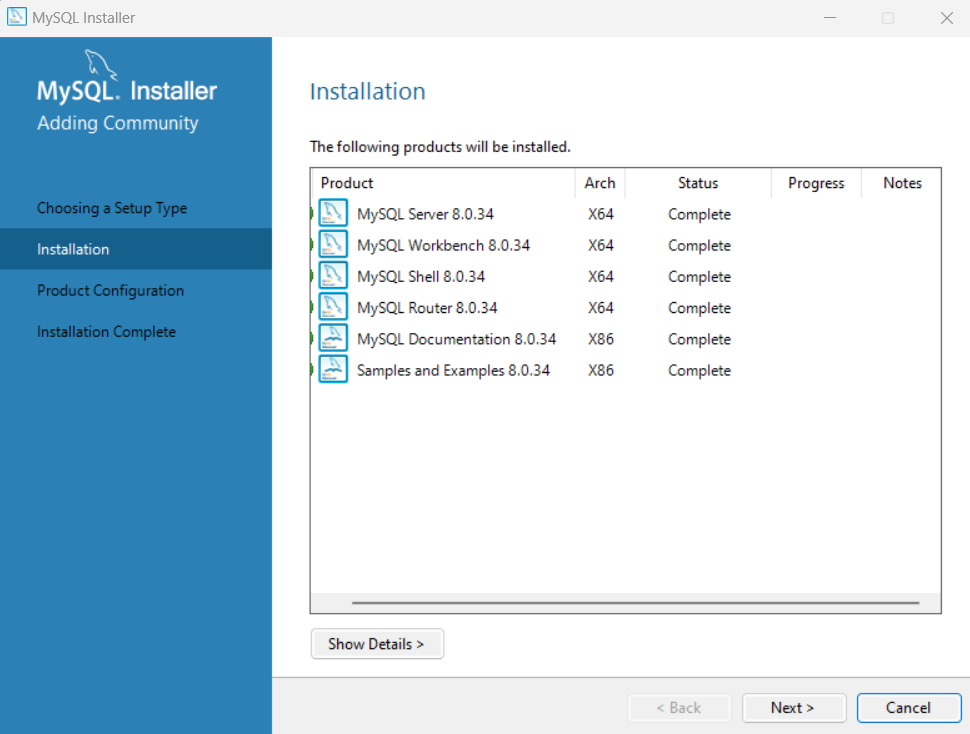 MySQL Installer
MySQL. Installer
Adding Community
Choosing a Setup Type
Installation
Product Configuration
Installation Complete
Installation
The following products will be installed.
Product Arch Status Progress Notes
MySQL Server 8.0.34 X64 Complete
MySQL Workbench 8.0.34 X64 Complete
MySQL Shell 8.0.34 X64 Complete
MySQL Router 8.0.34 X64 Complete
MySQL Documentation 8.0.34 X86 Complete
Samples and Examples 8.0.34 X86 Complete
Show Details >
< Back Next > Cancel